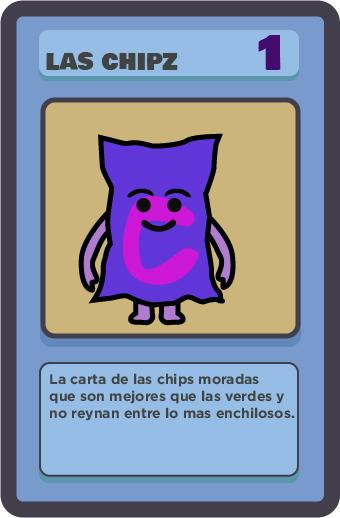 LAS CHIPZ
1
C
La carta de las chips moradas
que son mejores que las verdes y
no reynan entre lo mas enchilosos.